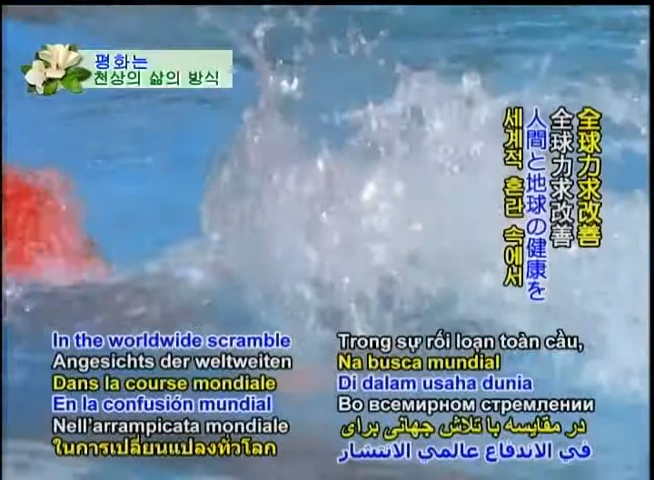 평화는
천상의 삶의 방식
全球力求改善
全球力求改善
人間と地球の健康を
세계적 혼란 속에서
In the worldwide scramble
Angesichts der weltweiten
Dans la course mondiale
En la confusión mundial
Nell'arrampicata mondiale
ในการเปลี่ยนแปลงทั่วโลก
Trong sự rối loạn toàn cầu,
Na busca mundial
Di dalam usaha dunia
Во всемирном стремлении
در مقایسه با تلاش جهانی برای
في الاندفاع عالمي الانتشار